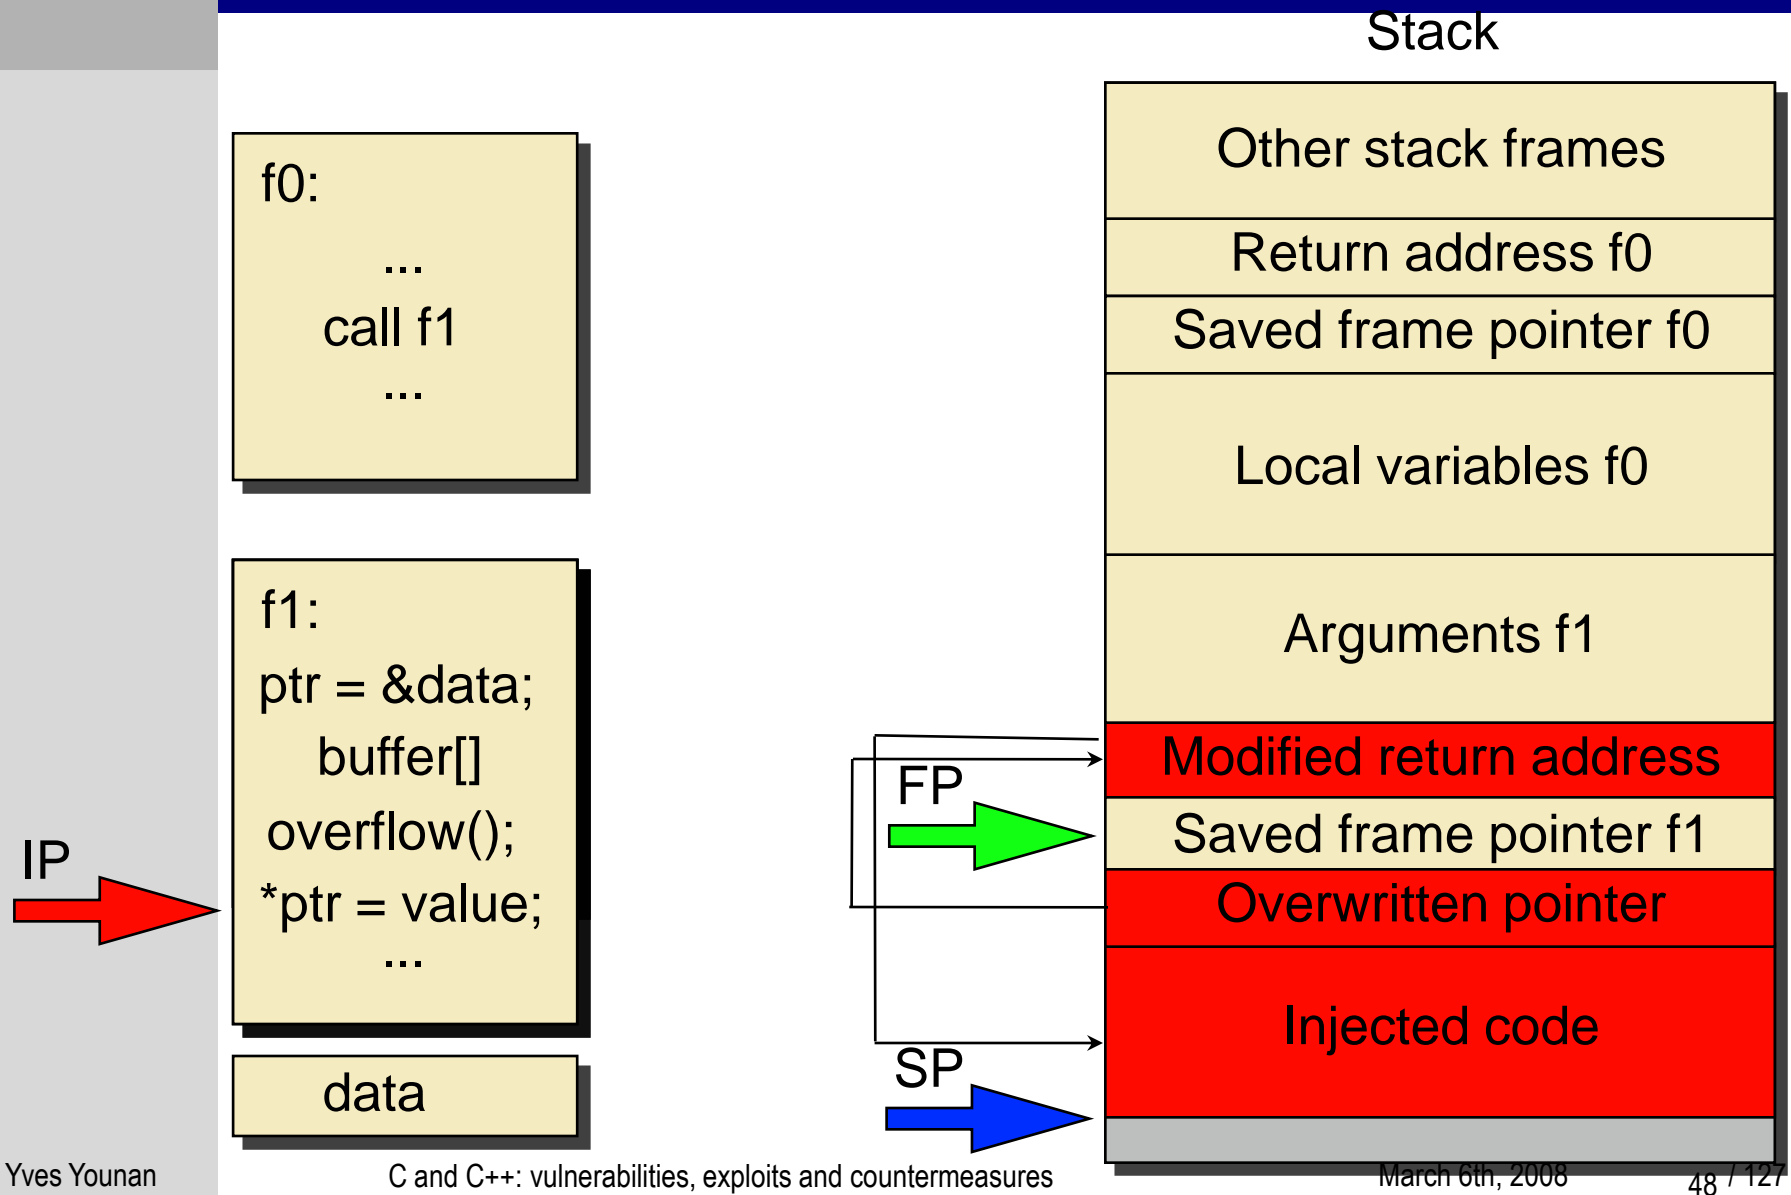 Stack
f0:
...
call f1
...
f1:
ptr = &data;
buffer[]
overflow();
*ptr = value;
...
data
IP
FP
SP
Other stack frames
Return address f0
Saved frame pointer f0
Local variables f0
Arguments f1
Modified return address
Saved frame pointer f1
Overwritten pointer
Injected code
Yves Younan
C and C++: vulnerabilities, exploits and countermeasures
March 6th, 2008
48 / 127